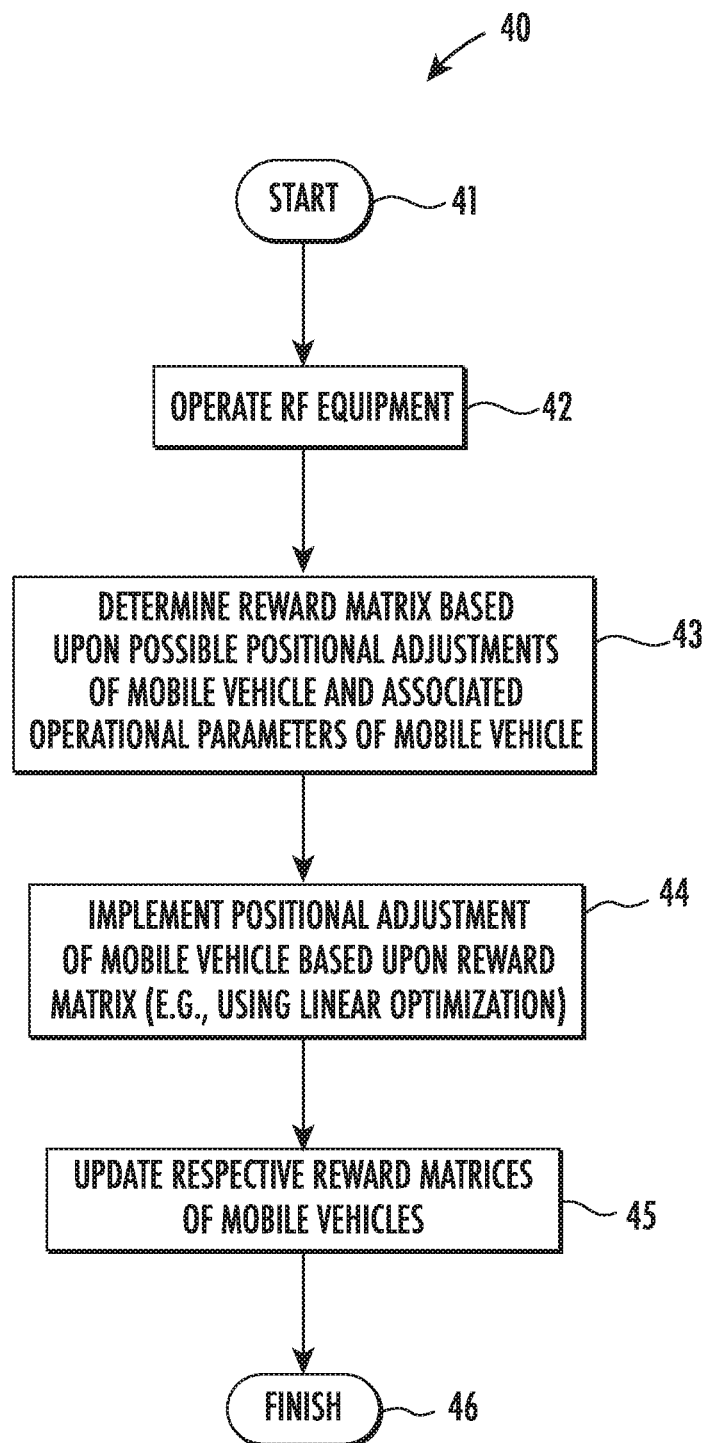 40
START
41
OPERATE RF EQUIPMENT
42
DETERMINE REWARD MATRIX BASED
UPON POSSIBLE POSITIONAL ADJUSTMENTS
OF MOBILE VEHICLE AND ASSOCIATED
OPERATIONAL PARAMETERS OF MOBILE VEHICLE
43
IMPLEMENT POSITIONAL ADJUSTMENT
OF MOBILE VEHICLE BASED UPON REWARD
MATRIX (E.G., USING LINEAR OPTIMIZATION)
44
UPDATE RESPECTIVE REWARD MATRICES
OF MOBILE VEHICLES
45
FINISH
46